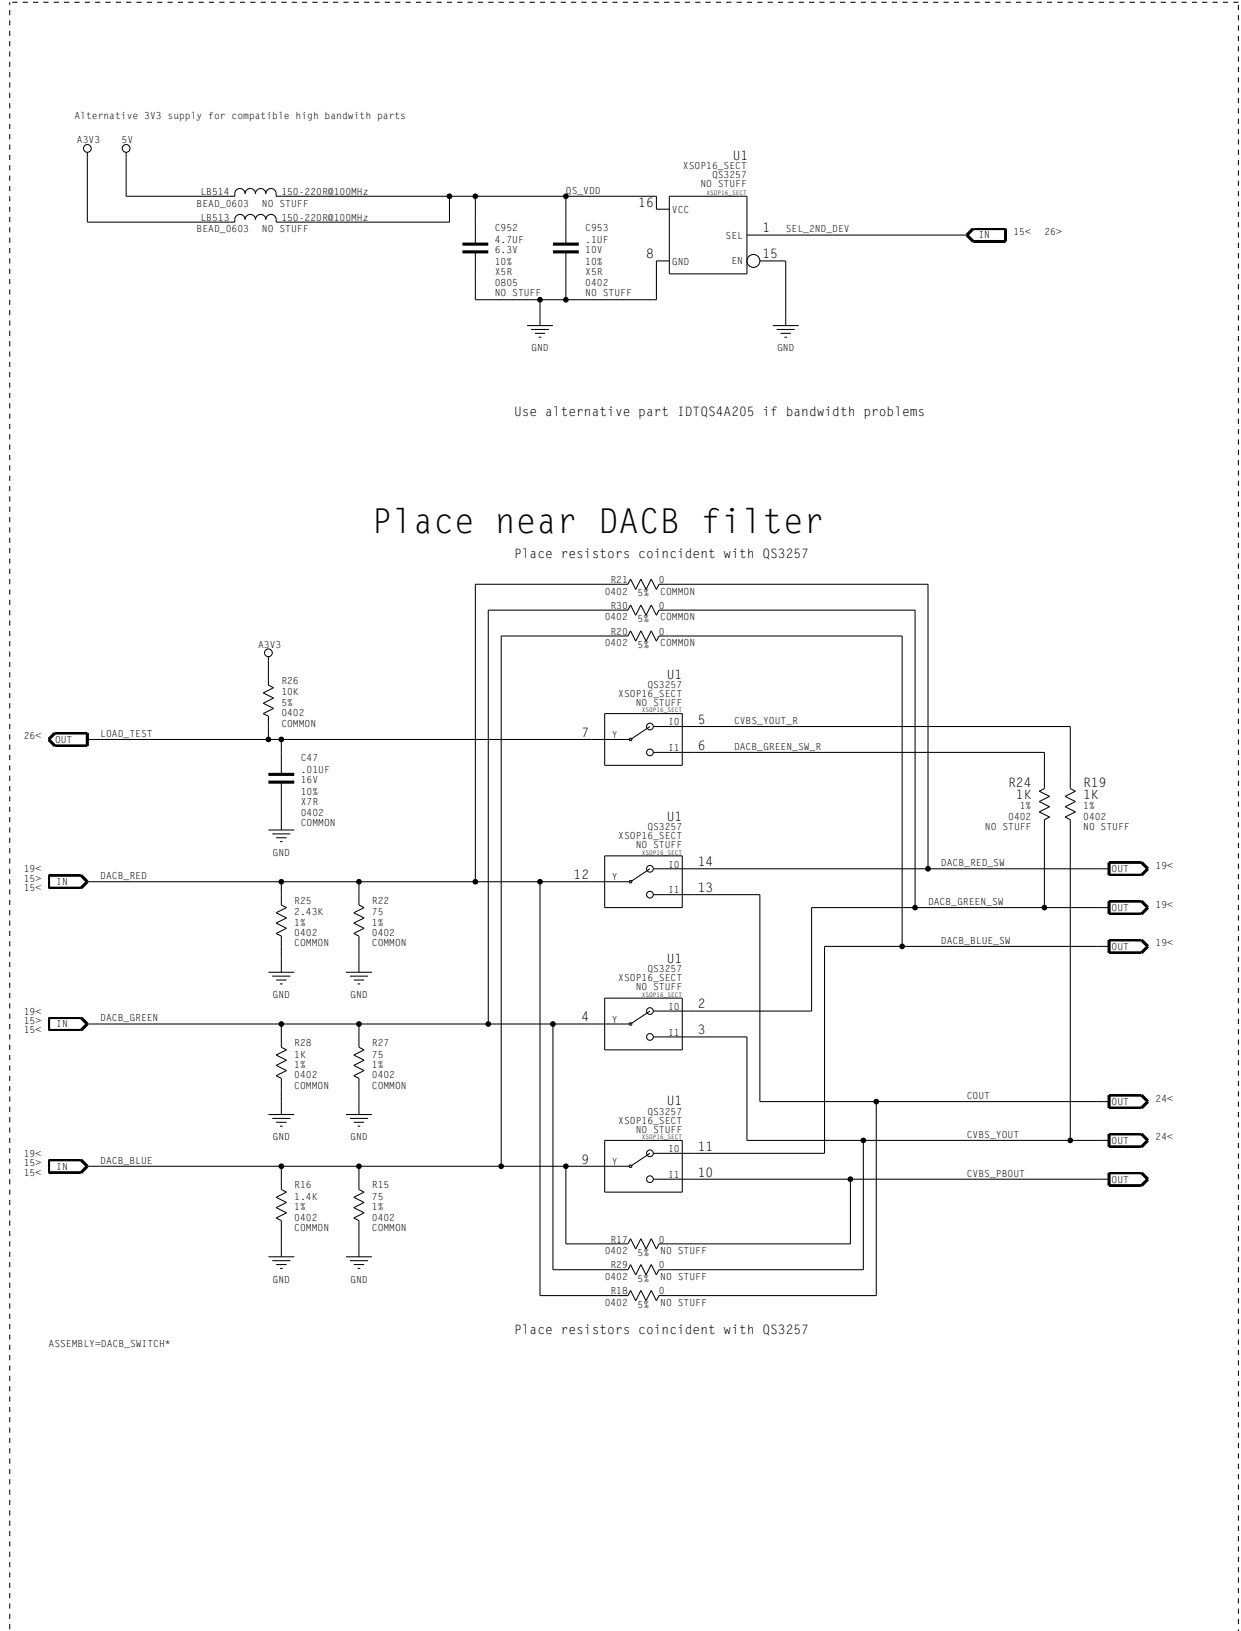 Alternative 3V3 supply for compatible high bandwith parts
A3V3 5V
LB514 150-220R@100MHz
BEAD_0603 NO STUFF
LB513 150-220R@100MHz
BEAD_0603 NO STUFF
QS_VDD
C952
4.7UF
6.3V
10%
X5R
0805
NO STUFF
C953
.1UF
10V
10%
X5R
0402
NO STUFF
GND
U1
XSOP16_SECT
QS3257
NO STUFF
XSOP16_SECT
16 VCC
8 GND
SEL 1 SEL_2ND_DEV
EN 15
IN 15< 26>
GND
Use alternative part IDTQS4A205 if bandwidth problems
Place near DACB filter
Place resistors coincident with QS3257
R21 0
0402 5% COMMON
R30 0
0402 5% COMMON
R20 0
0402 5% COMMON
A3V3
R26
10K
5%
0402
COMMON
26< OUT LOAD_TEST
C47
.01UF
16V
10%
X7R
0402
COMMON
GND
U1
QS3257
XSOP16_SECT
NO STUFF
XSOP16_SECT
7 Y I0 5 CVBS_YOUT_R
I1 6 DACB_GREEN_SW_R
R24
1K
1%
0402
NO STUFF
R19
1K
1%
0402
NO STUFF
U1
QS3257
XSOP16_SECT
NO STUFF
XSOP16_SECT
19<
15>
15<
IN DACB_RED
12 Y I0 14
I1 13
DACB_RED_SW OUT 19<
DACB_GREEN_SW OUT 19<
DACB_BLUE_SW OUT 19<
R25
2.43K
1%
0402
COMMON
GND
R22
75
1%
0402
COMMON
GND
U1
QS3257
XSOP16_SECT
NO STUFF
XSOP16_SECT
19<
15>
15<
IN DACB_GREEN
4 Y I0 2
I1 3
R28
1K
1%
0402
COMMON
GND
R27
75
1%
0402
COMMON
GND
COUT OUT 24<
CVBS_YOUT OUT 24<
CVBS_PBOUT OUT
U1
QS3257
XSOP16_SECT
NO STUFF
XSOP16_SECT
19<
15>
15<
IN DACB_BLUE
9 Y I0 11
I1 10
R16
1.4K
1%
0402
COMMON
GND
R15
75
1%
0402
COMMON
GND
R17 0
0402 5% NO STUFF
R29 0
0402 5% NO STUFF
R18 0
0402 5% NO STUFF
Place resistors coincident with QS3257
ASSEMBLY=DACB_SWITCH*